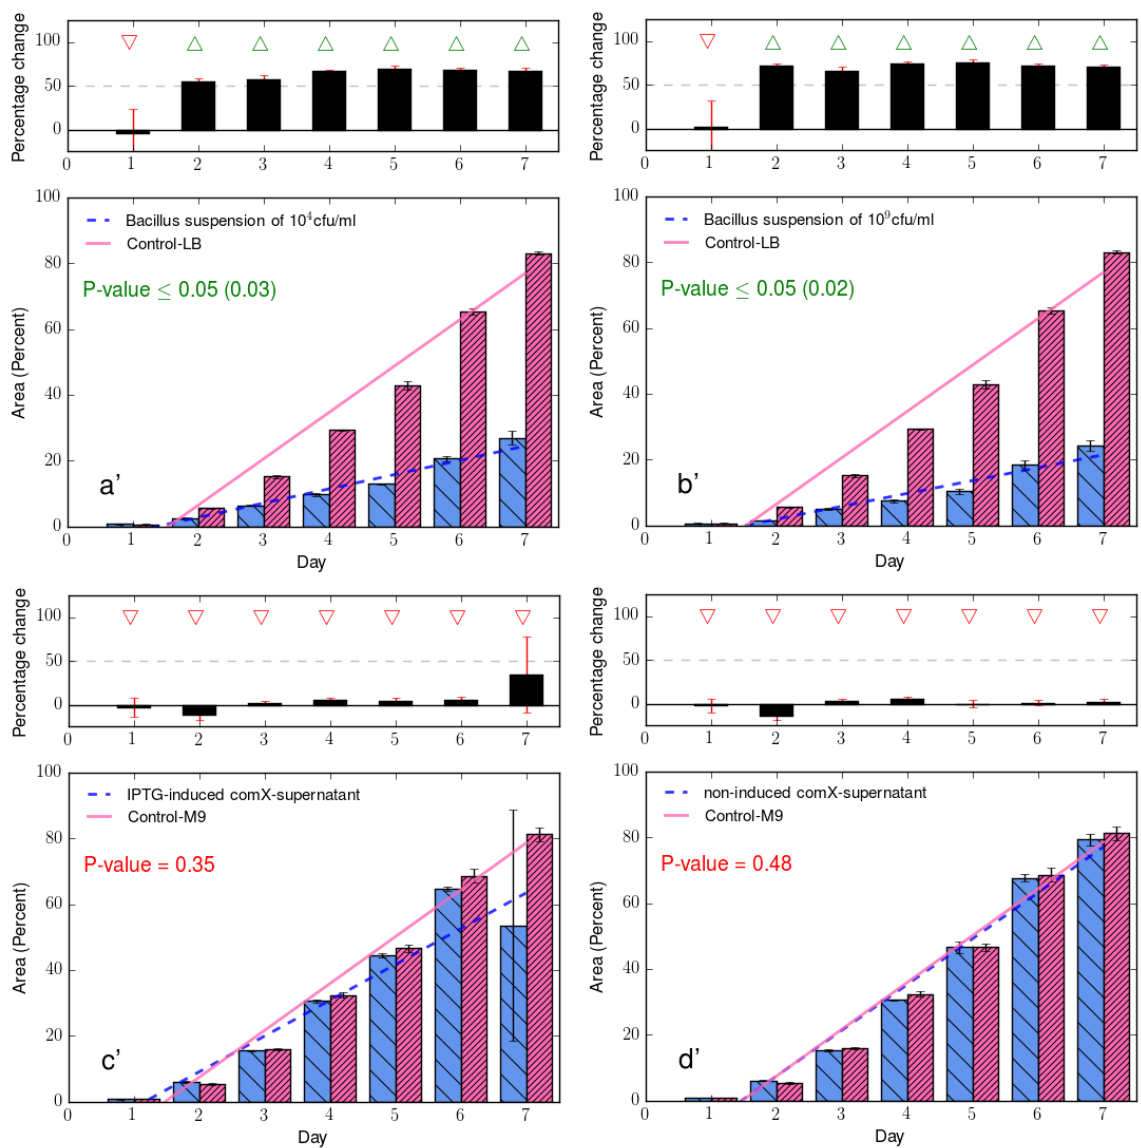 Percentage change
100
50
0
0 1 2 3 4 5 6 7
Percentage change
100
50
0
0 1 2 3 4 5 6 7
Area (Percent)
100
80
60
40
20
0
Bacillus suspension of 10⁴cfu/ml
Control-LB
P-value ≤ 0.05 (0.03)
a’
0 1 2 3 4 5 6 7
Day
Area (Percent)
100
80
60
40
20
0
Bacillus suspension of 10⁹cfu/ml
Control-LB
P-value ≤ 0.05 (0.02)
b’
0 1 2 3 4 5 6 7
Day
Percentage change
100
50
0
0 1 2 3 4 5 6 7
Percentage change
100
50
0
0 1 2 3 4 5 6 7
Area (Percent)
100
80
60
40
20
0
IPTG-induced comX-supernatant
Control-M9
P-value = 0.35
c’
0 1 2 3 4 5 6 7
Day
Area (Percent)
100
80
60
40
20
0
non-induced comX-supernatant
Control-M9
P-value = 0.48
d’
0 1 2 3 4 5 6 7
Day